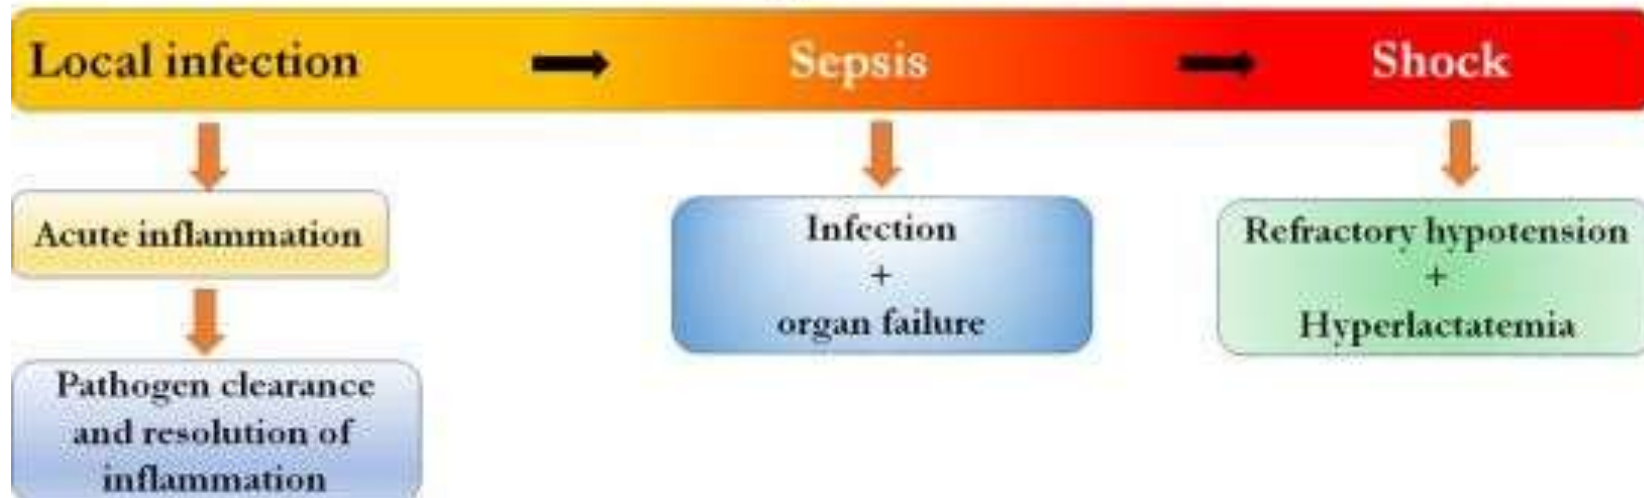 Local infection
Sepsis
Shock
Acute inflammation
Pathogen clearance
and resolution of
inflammation
Infection
+
organ failure
Refractory hypotension
+
Hyperlactatemia